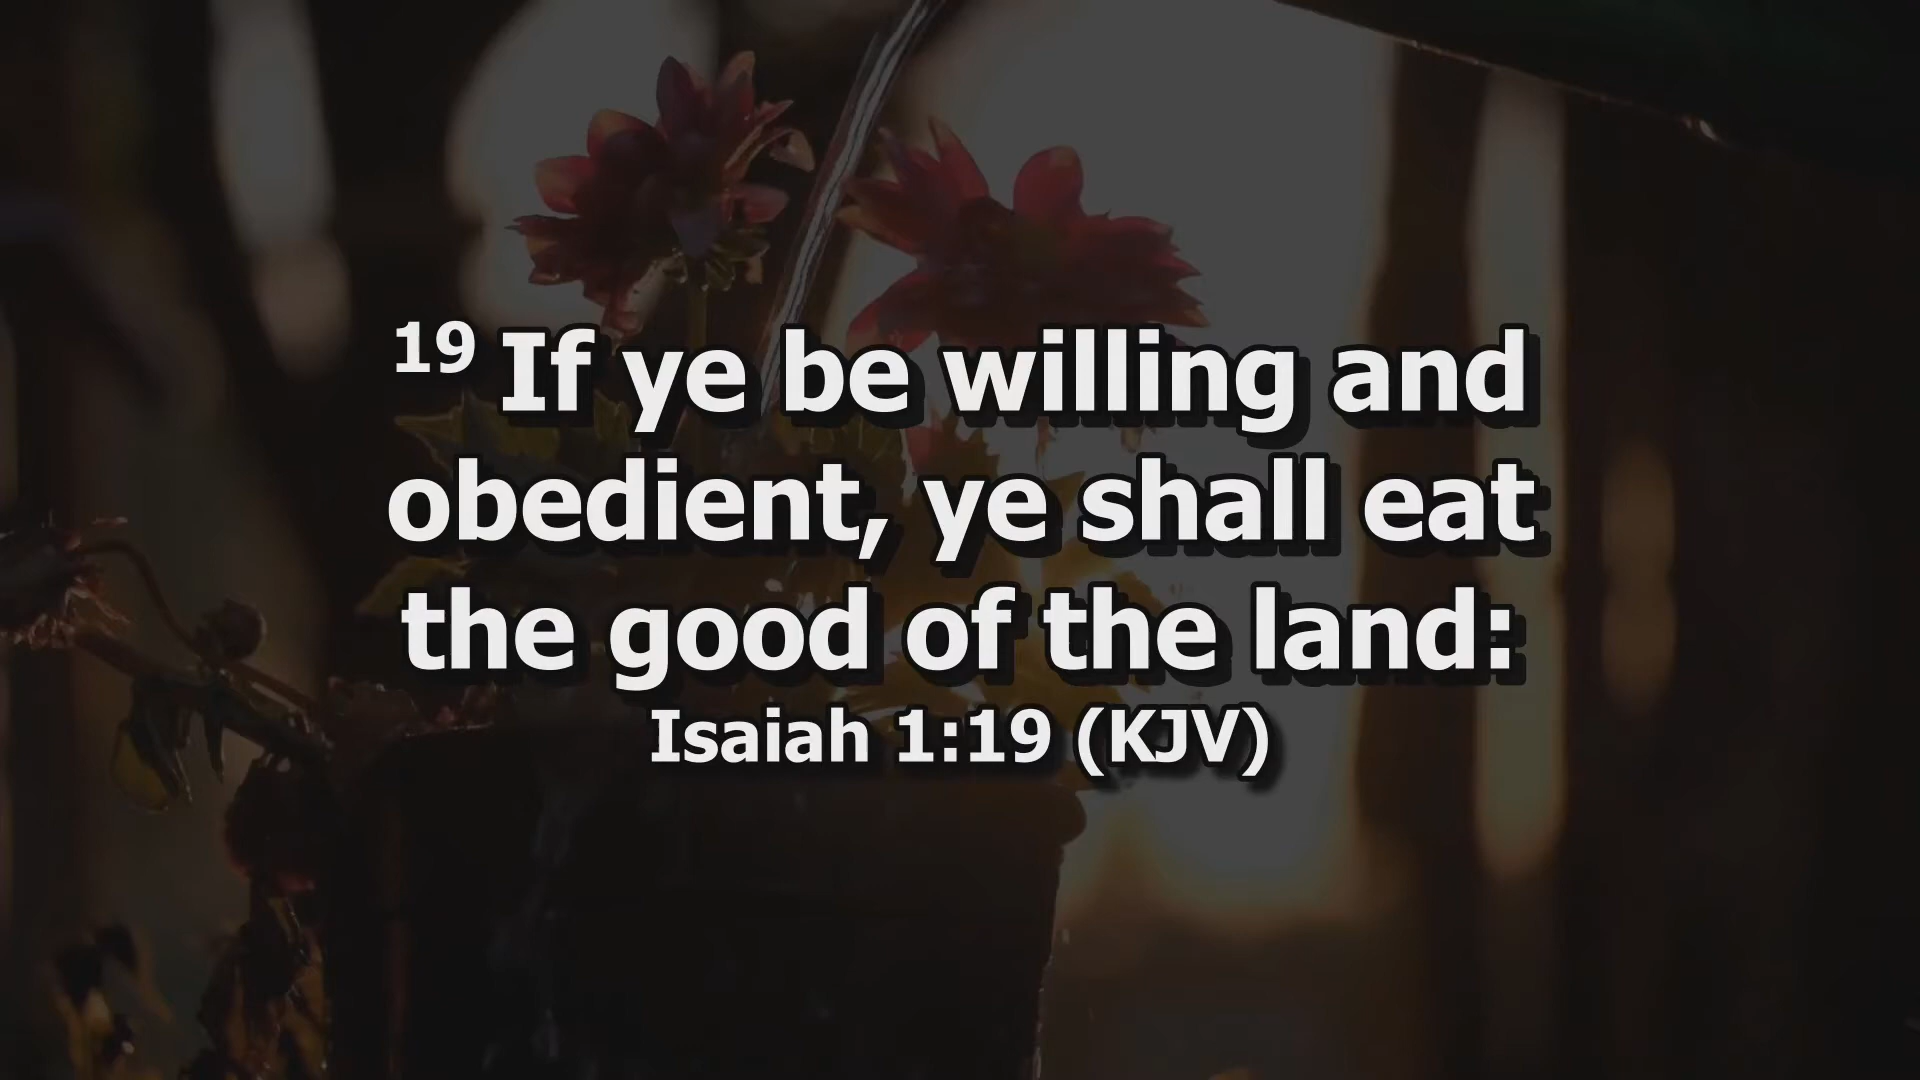 19 If ye be willing and
obedient, ye shall eat
the good of the land:
Isaiah 1:19 (KJV)